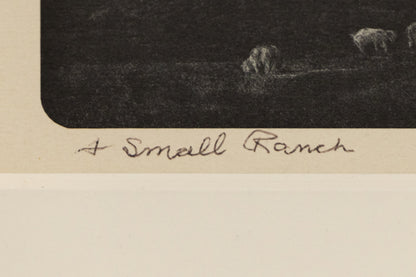 + Small Ranch